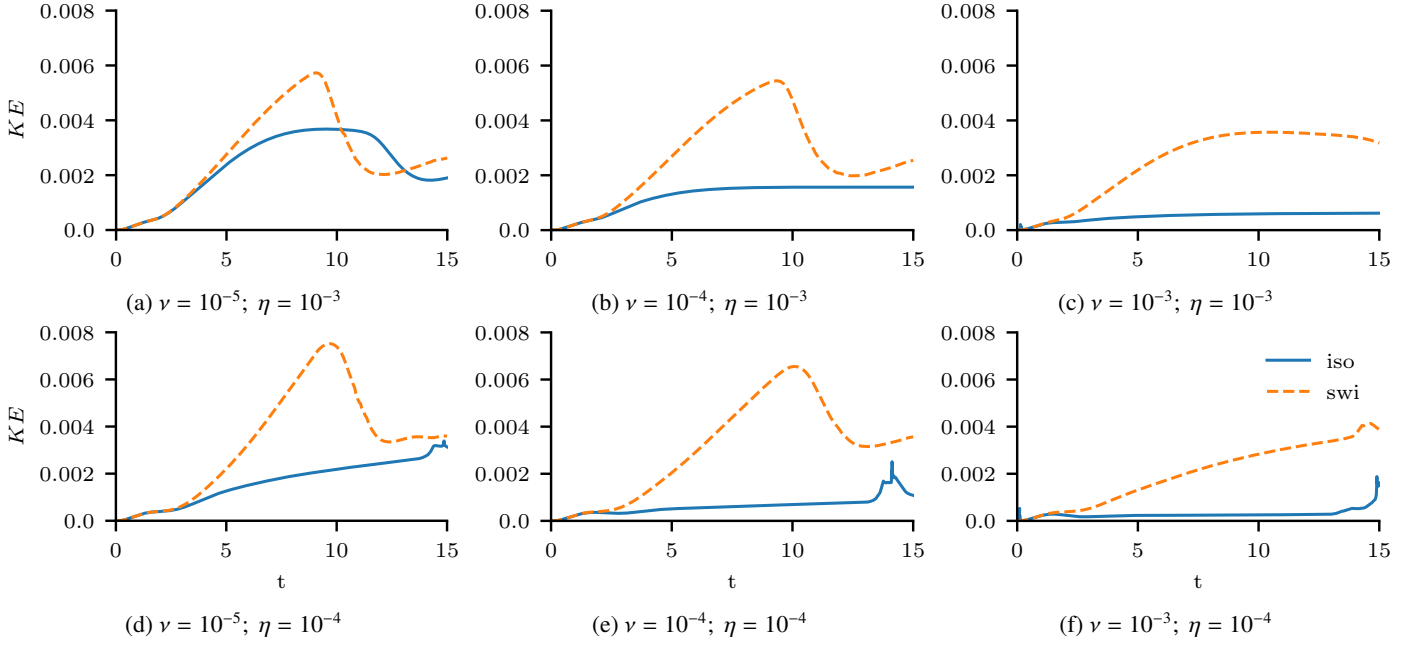 0.008 0.008 0.008
0.006 0.006 0.006
0.004 0.004 0.004
0.002 0.002 0.002
0.0 0.0 0.0
KE
0 5 10 15 0 5 10 15 0 5 10 15
(a) ν = 10⁻⁵; η = 10⁻³ (b) ν = 10⁻⁴; η = 10⁻³ (c) ν = 10⁻³; η = 10⁻³
0.008 0.008 0.008
0.006 0.006 0.006
0.004 0.004 0.004
0.002 0.002 0.002
0.0 0.0 0.0
KE
iso
swi
0 5 10 15 0 5 10 15 0 5 10 15
t t t
(d) ν = 10⁻⁵; η = 10⁻⁴ (e) ν = 10⁻⁴; η = 10⁻⁴ (f) ν = 10⁻³; η = 10⁻⁴